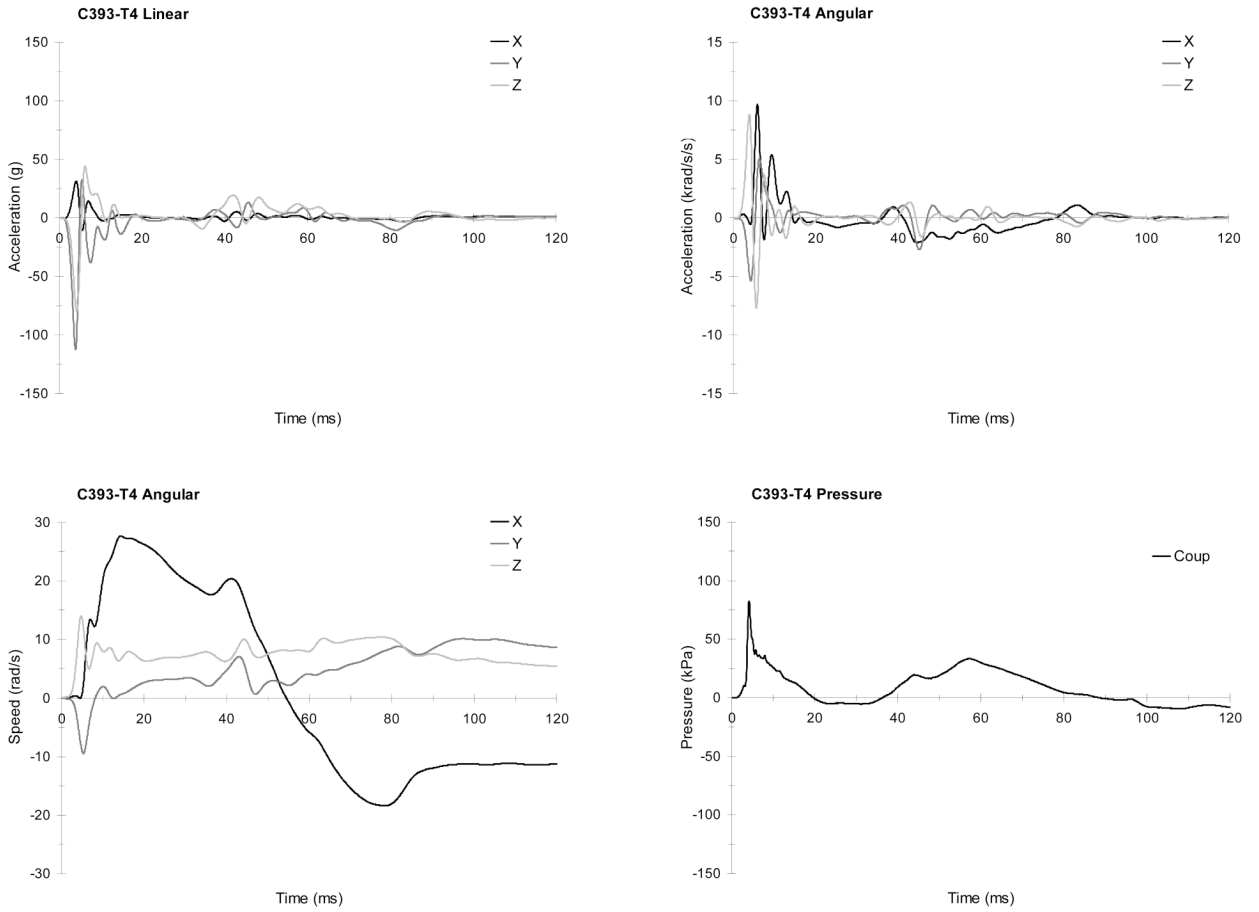 C393-T4 Linear
150
100
50
0
-50
-100
-150
0 20 40 60 80 100 120
Acceleration (g)
Time (ms)
X
Y
Z
C393-T4 Angular
15
10
5
0
-5
-10
-15
0 20 40 60 80 100 120
Acceleration (krad/s/s)
Time (ms)
X
Y
Z
C393-T4 Angular
30
20
10
0
-10
-20
-30
0 20 40 60 80 100 120
Speed (rad/s)
Time (ms)
X
Y
Z
C393-T4 Pressure
150
100
50
0
-50
-100
-150
0 20 40 60 80 100 120
Pressure (kPa)
Time (ms)
Coup